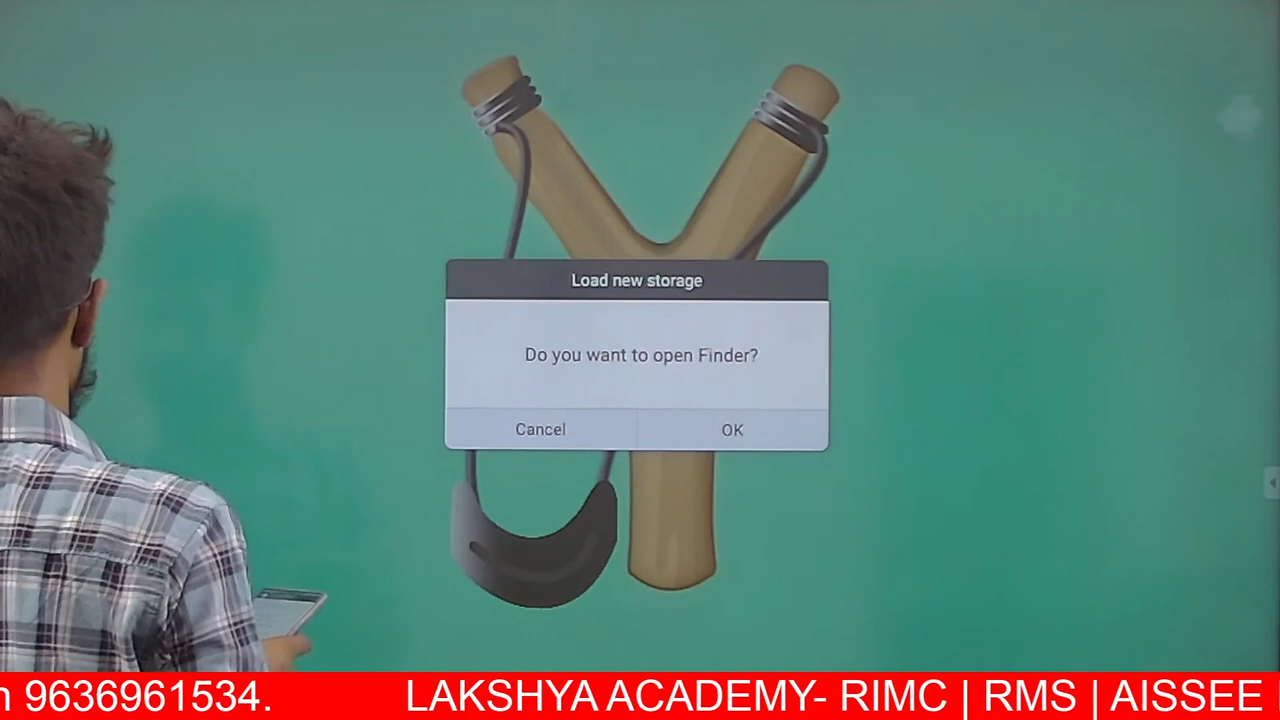 Load new storage
Do you want to open Finder?
Cancel OK
n 9636961534. LAKSHYA ACADEMY- RIMC | RMS | AISSEE